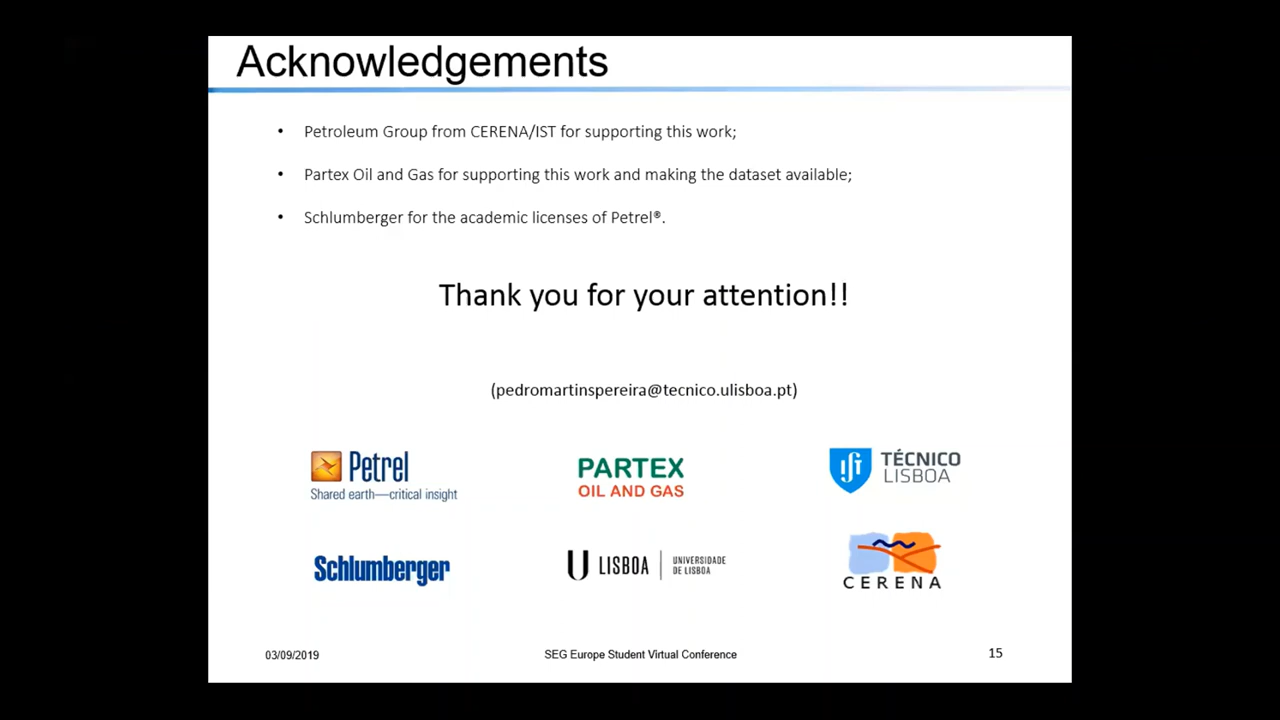 Acknowledgements
• Petroleum Group from CERENA/IST for supporting this work;
• Partex Oil and Gas for supporting this work and making the dataset available;
• Schlumberger for the academic licenses of Petrel®.
Thank you for your attention!!
(pedromartinspereira@tecnico.ulisboa.pt)
Petrel
Shared earth—critical insight
PARTEX
OIL AND GAS
TÉCNICO
LISBOA
Schlumberger
U LISBOA | UNIVERSIDADE
DE LISBOA
CERENA
03/09/2019
SEG Europe Student Virtual Conference
15